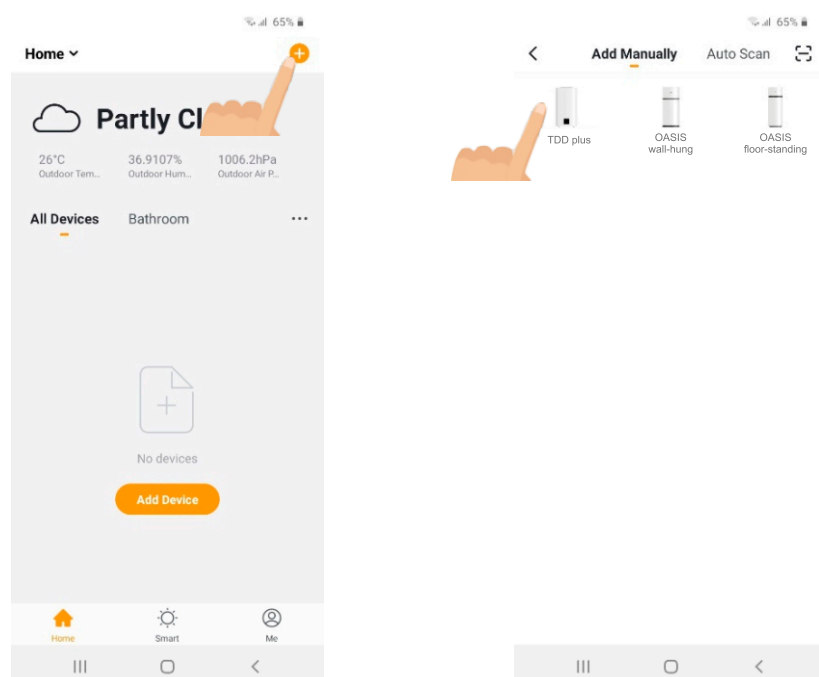 65%
Home
Partly Cl
26°C
36.9107%
1006.2hPa
Outdoor Tem...
Outdoor Hum...
Outdoor Air P...
All Devices
Bathroom
...
No devices
Add Device
Home
Smart
Me
65%
Add Manually
Auto Scan
TDD plus
OASIS
wall-hung
OASIS
floor-standing